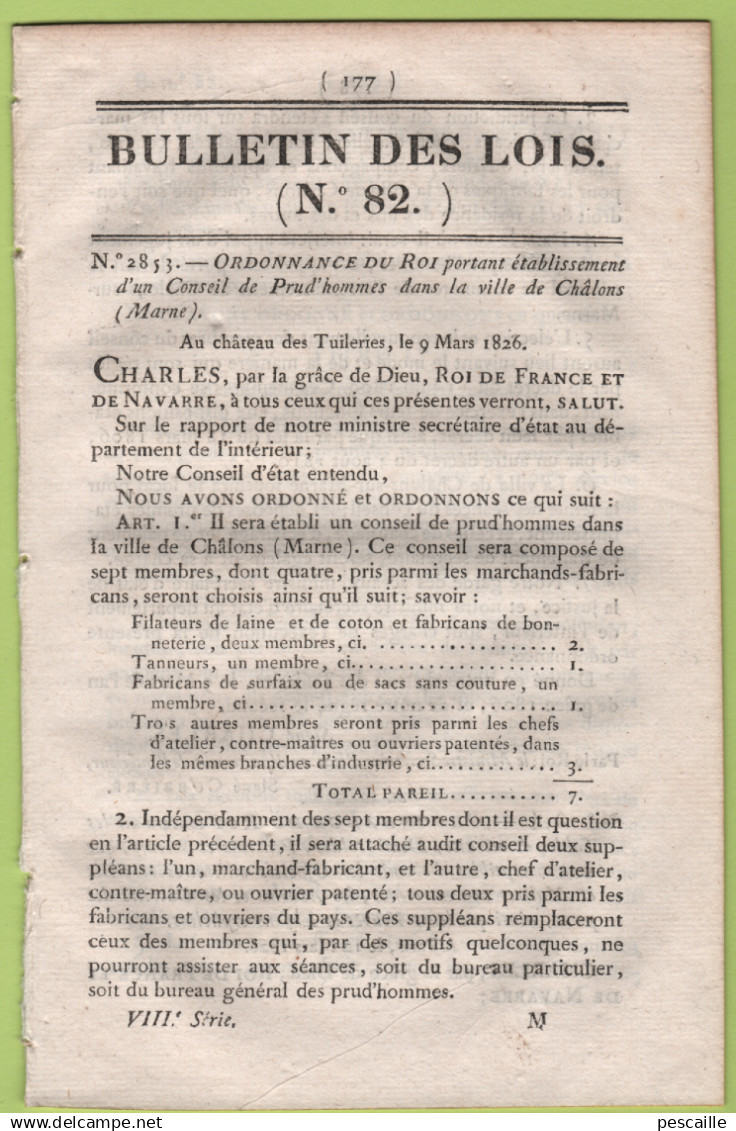 ( 177 )
BULLETIN DES LOIS.
(N.° 82. )
N.° 2853. — ORDONNANCE DU ROI portant établissement
d'un Conseil de Prud'hommes dans la ville de Châlons
(Marne).
Au château des Tuileries, le 9 Mars 1826.
CHARLES, par la grâce de Dieu, ROI DE FRANCE ET
DE NAVARRE, à tous ceux qui ces présentes verront, SALUT.
Sur le rapport de notre ministre secrétaire d'état au dé-
partement de l'intérieur;
Notre Conseil d'état entendu,
NOUS AVONS ORDONNÉ et ORDONNONS ce qui suit :
ART. 1.er Il sera établi un conseil de prud'hommes dans
la ville de Châlons (Marne). Ce conseil sera composé de
sept membres, dont quatre, pris parmi les marchands-fabri-
cans, seront choisis ainsi qu'il suit; savoir :
Filateurs de laine et de coton et fabricans de bon-
neterie, deux membres, ci. .................. 2.
Tanneurs, un membre, ci.................... 1.
Fabricans de surfaix ou de sacs sans couture, un
membre, ci............................... 1.
Tro s autres membres seront pris parmi les chefs
d'atelier, contre-maîtres ou ouvriers patentés, dans
les mêmes branches d'industrie, ci............ 3.
TOTAL PAREIL........... 7.
2. Indépendamment des sept membres dont il est question
en l'article précédent, il sera attaché audit conseil deux sup-
pléans: l'un, marchand-fabricant, et l'autre, chef d'atelier,
contre-maître, ou ouvrier patenté; tous deux pris parmi les
fabricans et ouvriers du pays. Ces suppléans remplaceront
ceux des membres qui, par des motifs quelconques, ne
pourront assister aux séances, soit du bureau particulier,
soit du bureau général des prud'hommes.
VIII.e Série. M
pescaille